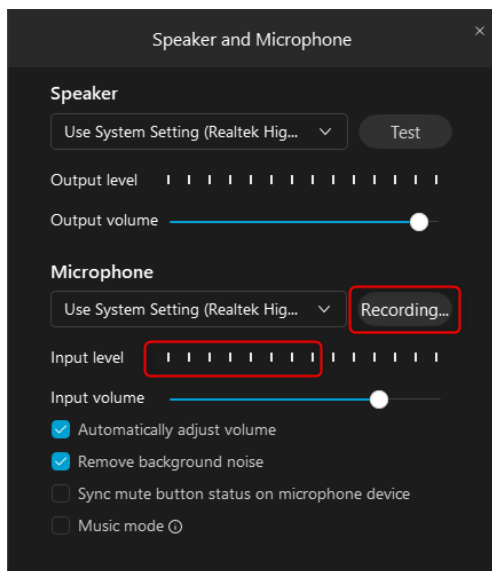 Speaker and Microphone
Speaker
Use System Setting (Realtek Hig...
Test
Output level
Output volume
Microphone
Use System Setting (Realtek Hig...
Recording...
Input level
Input volume
Automatically adjust volume
Remove background noise
Sync mute button status on microphone device
Music mode